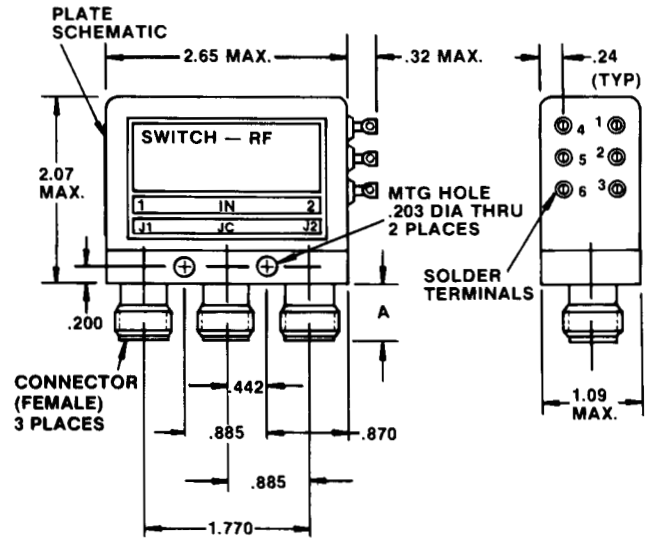 PLATE
SCHEMATIC
2.65 MAX.
.32 MAX.
.24
(TYP)
SWITCH — RF
1 IN 2
J1 JC J2
2.07
MAX.
.200
MTG HOLE
.203 DIA THRU
2 PLACES
4 1
5 2
6 3
SOLDER
TERMINALS
A
CONNECTOR
(FEMALE)
3 PLACES
.442
.885
.870
.885
1.770
1.09
MAX.